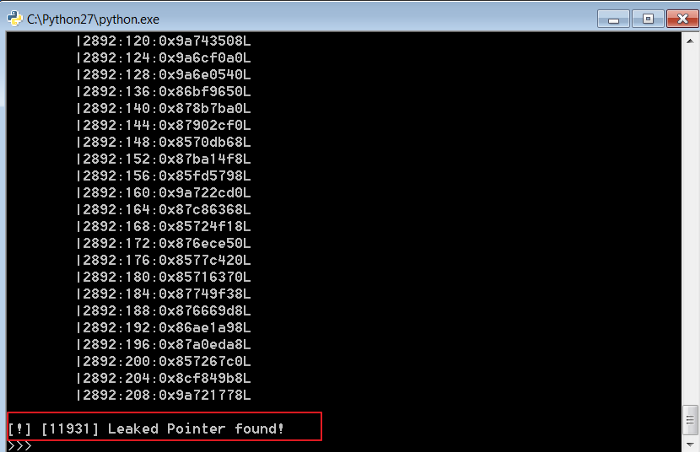 C:\Python27\python.exe
|2892:120:0x9a743508L
|2892:124:0x9a6cf0a0L
|2892:128:0x9a6e0540L
|2892:136:0x86bf9650L
|2892:140:0x878b7ba0L
|2892:144:0x87902cf0L
|2892:148:0x8570db68L
|2892:152:0x87ba14f8L
|2892:156:0x85fd5798L
|2892:160:0x9a722cd0L
|2892:164:0x87c86368L
|2892:168:0x85724f18L
|2892:172:0x876ece50L
|2892:176:0x8577c420L
|2892:180:0x85716370L
|2892:184:0x87749f38L
|2892:188:0x876669d8L
|2892:192:0x86ae1a98L
|2892:196:0x87a0eda8L
|2892:200:0x857267c0L
|2892:204:0x8cf849b8L
|2892:208:0x9a721778L
[!] [11931] Leaked Pointer found!
>>>